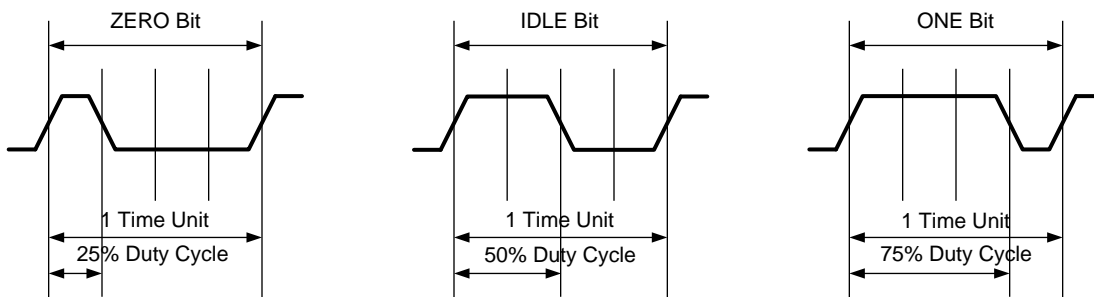 ZERO Bit
IDLE Bit
ONE Bit
1 Time Unit
1 Time Unit
1 Time Unit
25% Duty Cycle
50% Duty Cycle
75% Duty Cycle